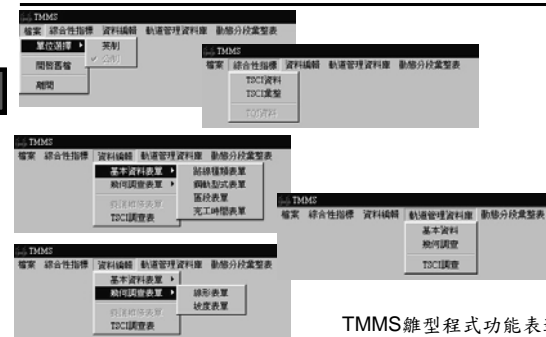 TMMS
檔案 綜合性指標 資料編輯 軌道管理資料庫 動態分段彙整表
單位選擇 英制
公制
開啟舊檔
離開
TMMS
檔案 綜合性指標 資料編輯 軌道管理資料庫 動態分段彙整表
TSCI資料
TSCI彙整
TQI資料
TMMS
檔案 綜合性指標 資料編輯 軌道管理資料庫 動態分段彙整表
基本資料表單 路線種類表單
幾何調查表單 鋼軌型式表單
區段表單
完工時間表單
TSCI調查表
TMMS
檔案 綜合性指標 資料編輯 軌道管理資料庫 動態分段彙整表
基本資料
幾何調查
TSCI調查
TMMS
檔案 綜合性指標 資料編輯 軌道管理資料庫 動態分段彙整表
基本資料表單
幾何調查表單 線形表單
坡度表單
TSCI調查表
TMMS雛型程式功能表